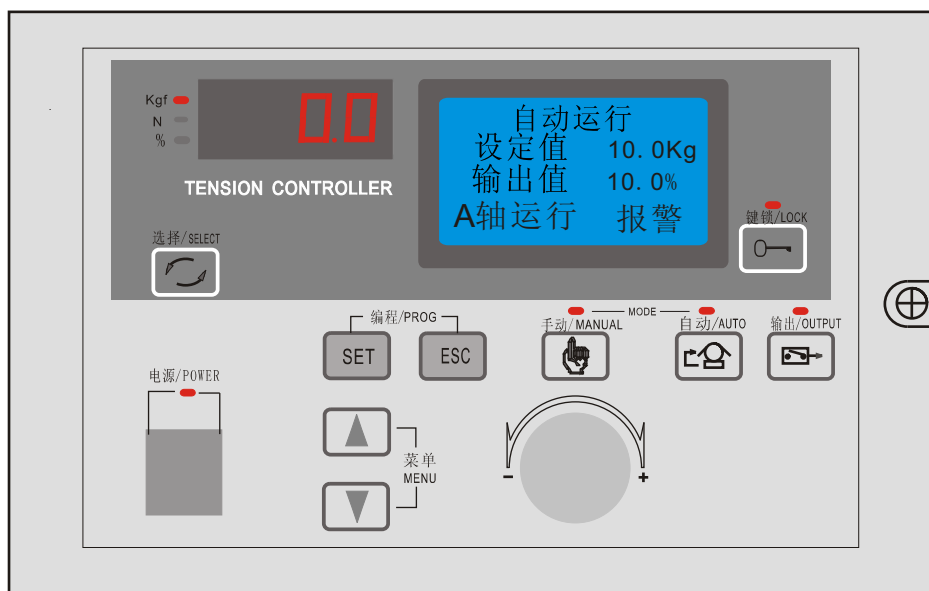 Kgf
N
%
0.0
TENSION CONTROLLER
选择/SELECT
自动运行
设定值 10.0Kg
输出值 10.0%
A轴运行 报警
键锁/LOCK
编程/PROG
SET
ESC
MODE
手动/MANUAL
自动/AUTO
输出/OUTPUT
电源/POWER
菜单
MENU
- +